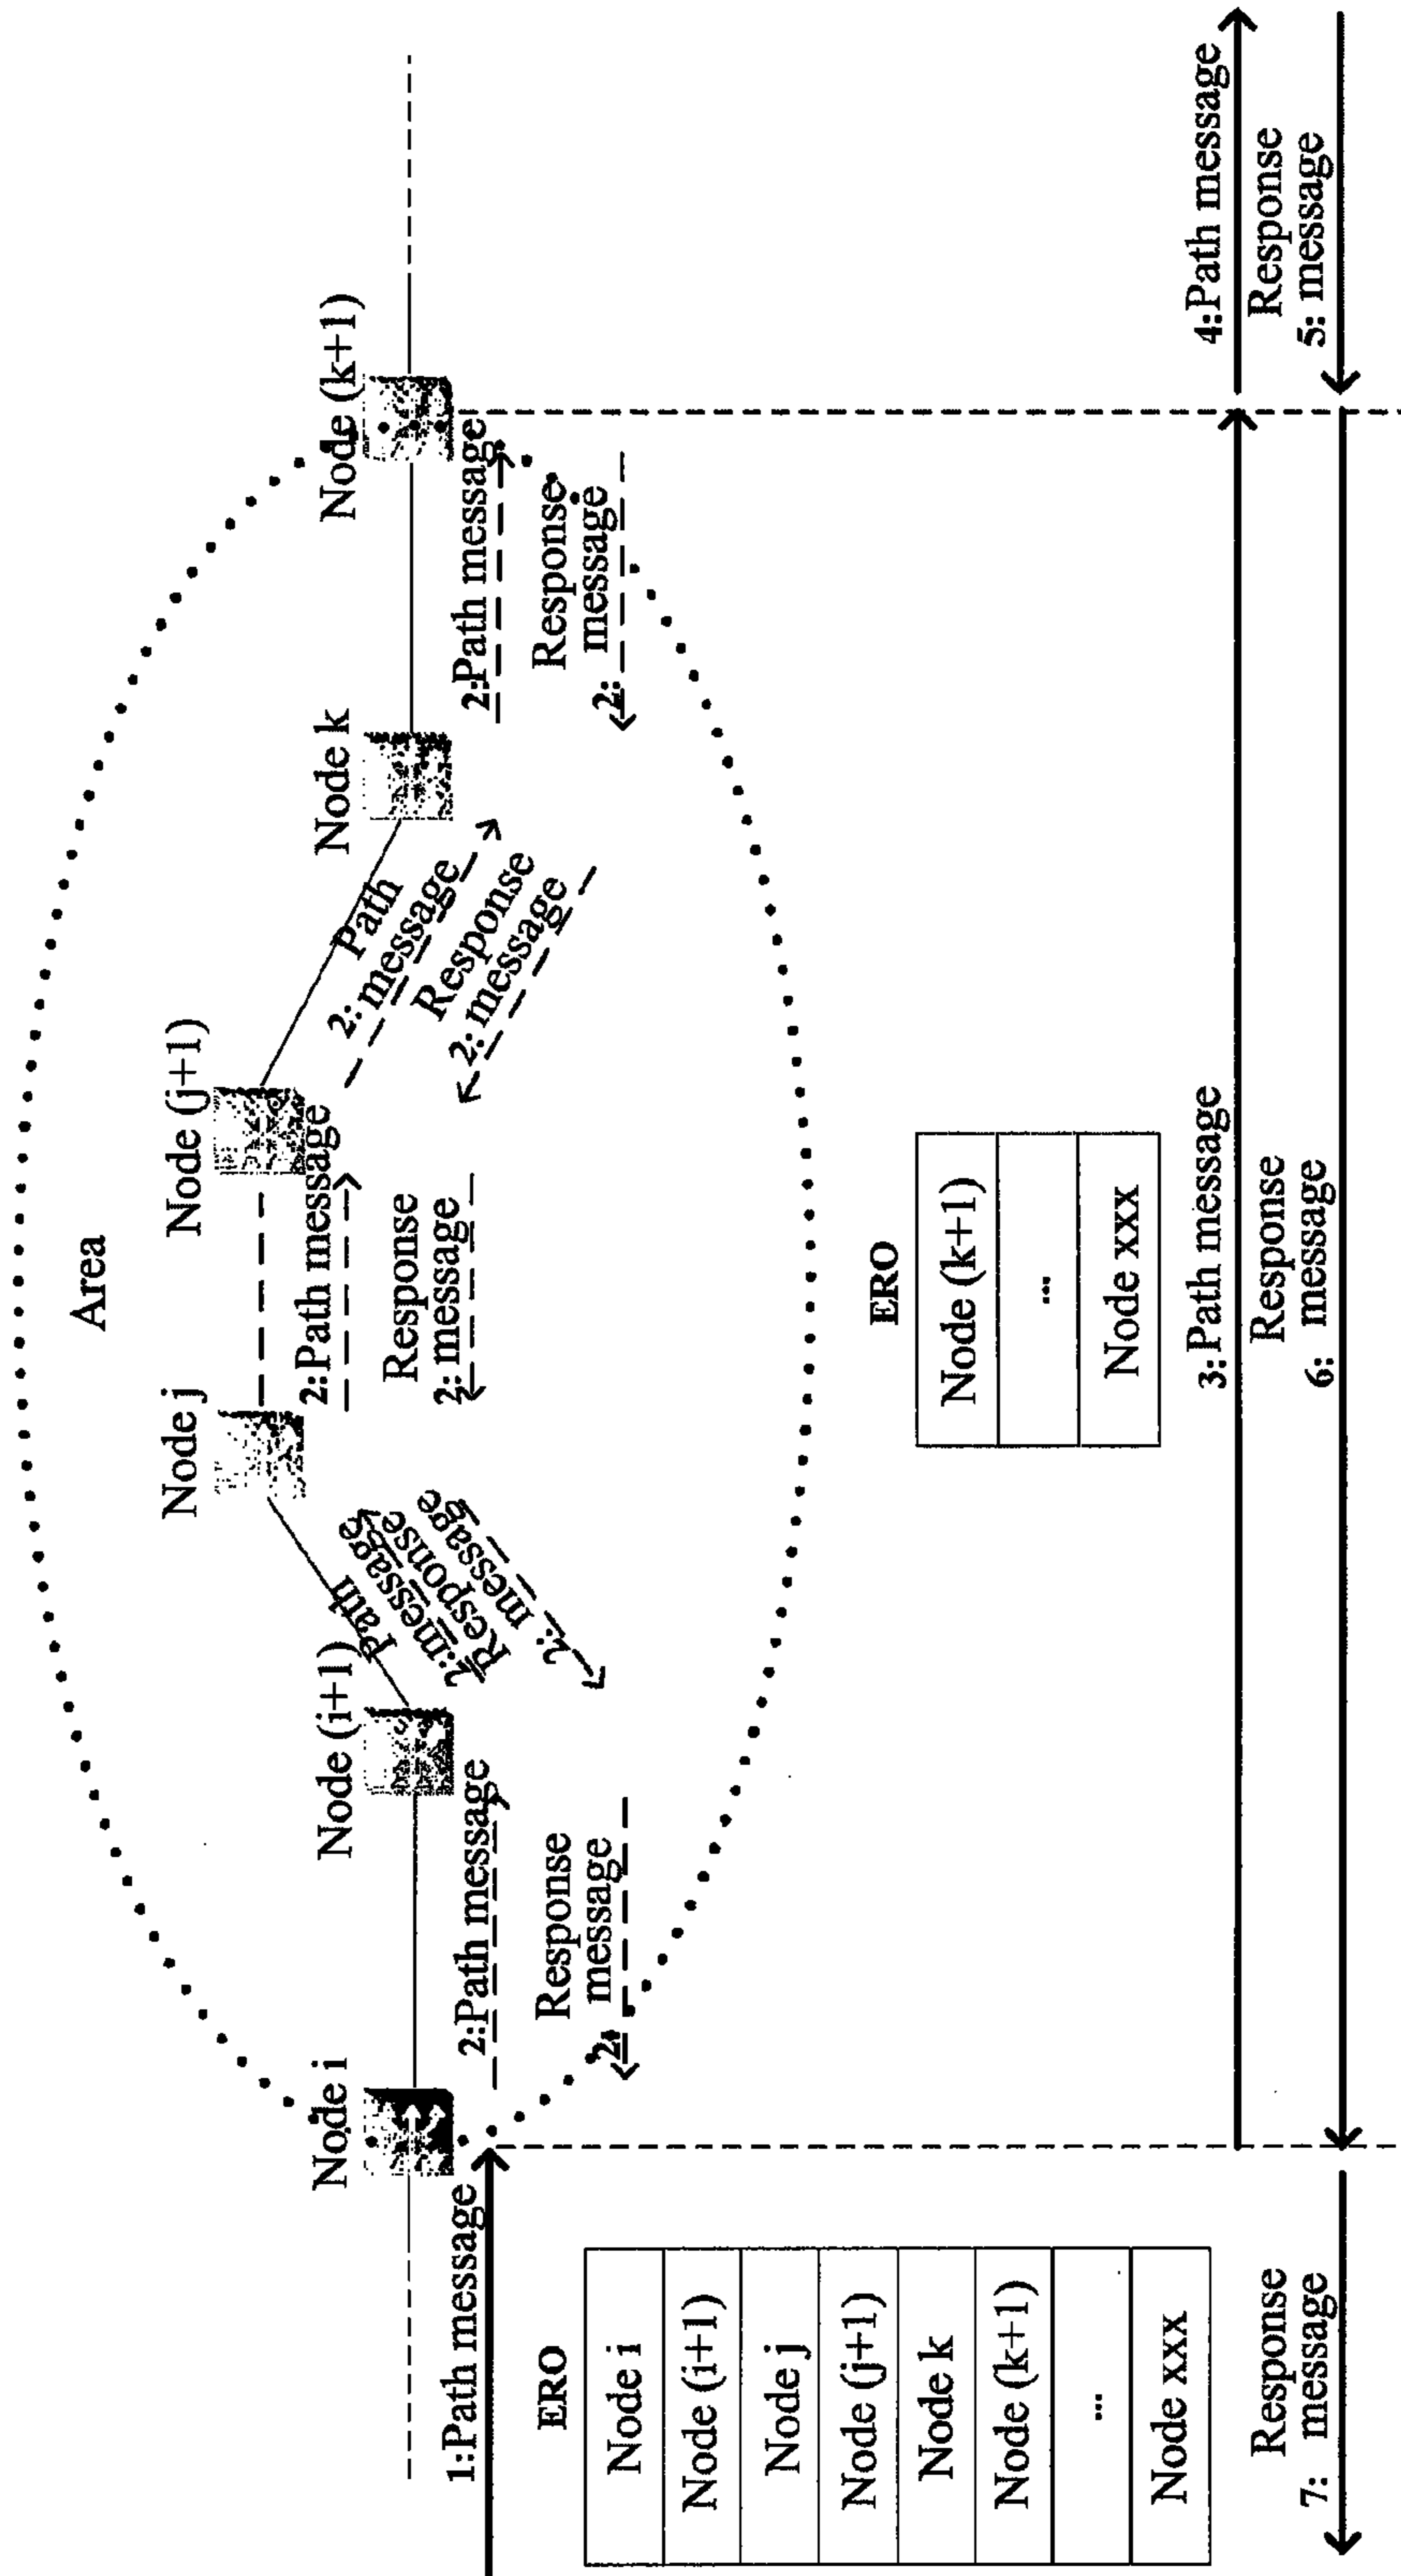 Area
Node i
Node (i+1)
Node j
Node (j+1)
Node k
Node (k+1)
1:Path message
2:Path message
Response
2: message
Path
2:message
Response
2: message
2:Path message
Response
2: message
Path
2: message
Response
2: message
2:Path message
Response
2: message
ERO
Node i
Node (i+1)
Node j
Node (j+1)
Node k
Node (k+1)
...
Node xxx
ERO
Node (k+1)
...
Node xxx
3:Path message
4:Path message
Response
5: message
Response
6: message
Response
7: message